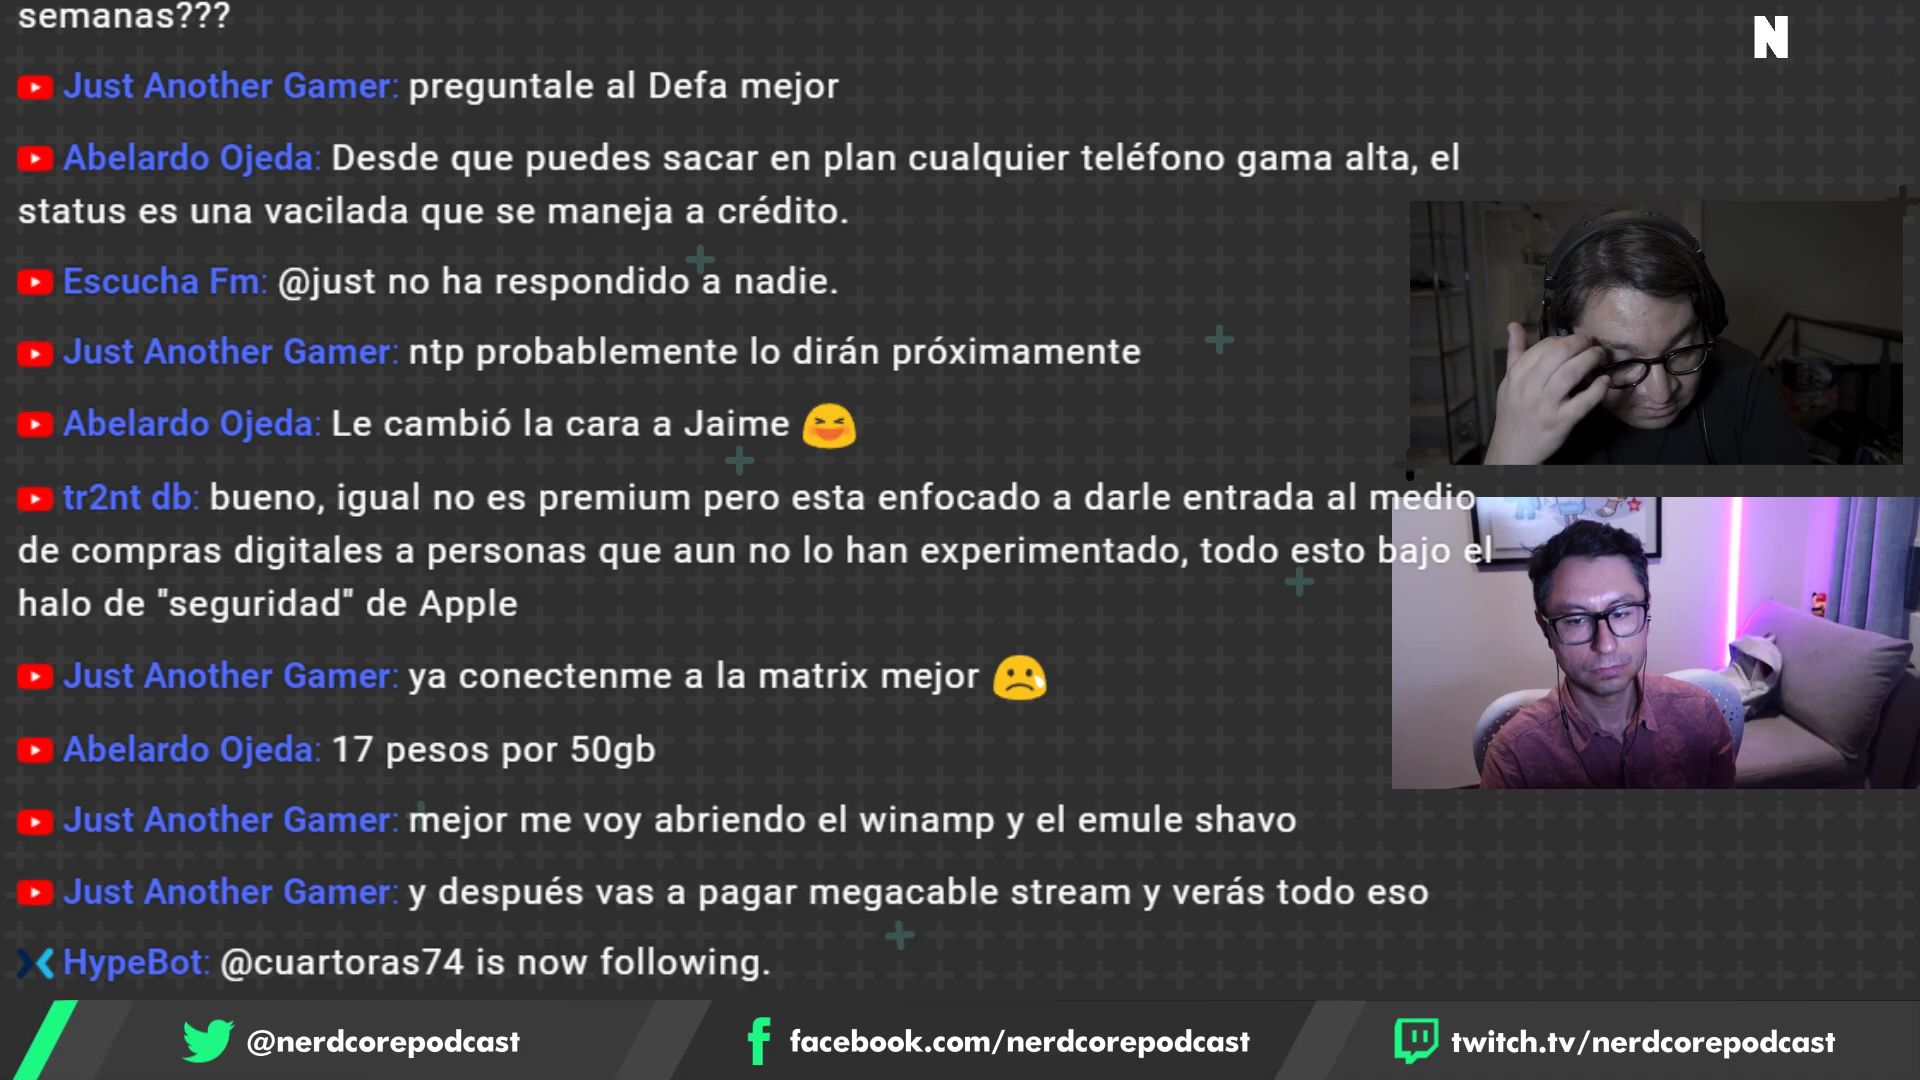 semanas???
N
Just Another Gamer: preguntale al Defa mejor
Abelardo Ojeda: Desde que puedes sacar en plan cualquier teléfono gama alta, el
status es una vacilada que se maneja a crédito.
Escucha Fm: @just no ha respondido a nadie.
Just Another Gamer: ntp probablemente lo dirán próximamente
Abelardo Ojeda: Le cambió la cara a Jaime
tr2nt db: bueno, igual no es premium pero esta enfocado a darle entrada al medio
de compras digitales a personas que aun no lo han experimentado, todo esto bajo el
halo de "seguridad" de Apple
Just Another Gamer: ya conectenme a la matrix mejor
Abelardo Ojeda: 17 pesos por 50gb
Just Another Gamer: mejor me voy abriendo el winamp y el emule shavo
Just Another Gamer: y después vas a pagar megacable stream y verás todo eso
HypeBot: @cuartoras74 is now following.
@nerdcorepodcast
facebook.com/nerdcorepodcast
twitch.tv/nerdcorepodcast